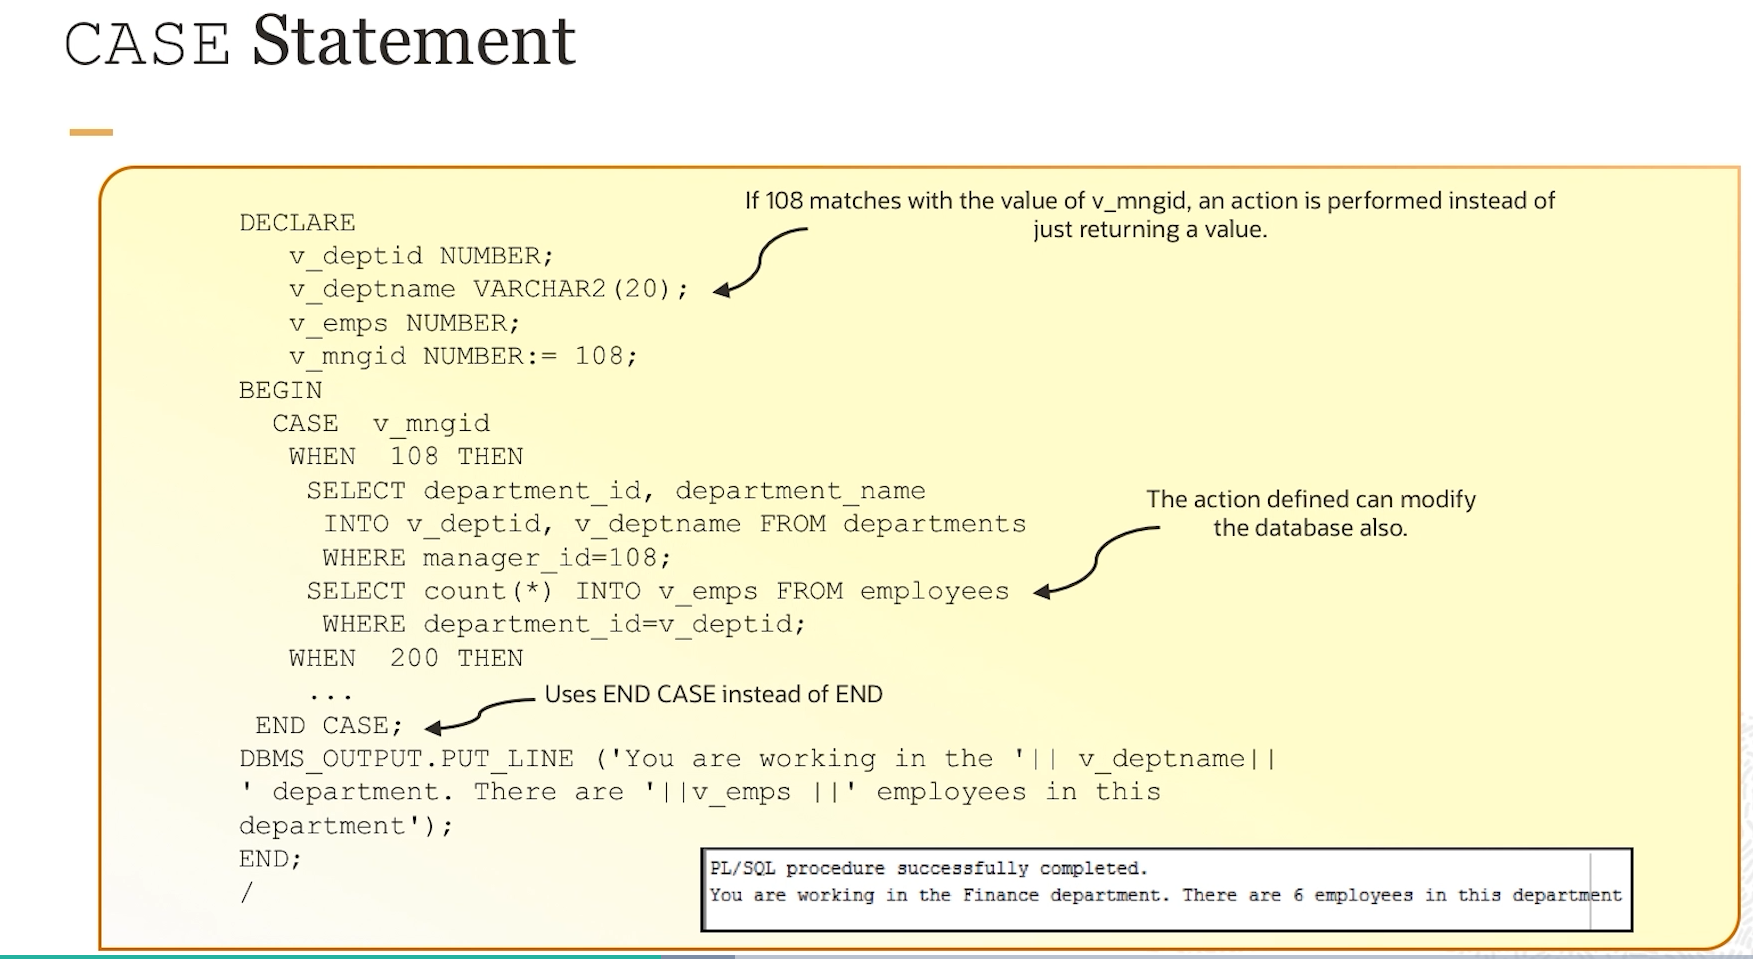 CASE Statement
If 108 matches with the value of v_mngid, an action is performed instead of
just returning a value.
DECLARE
v_deptid NUMBER;
v_deptname VARCHAR2(20);
v_emps NUMBER;
v_mngid NUMBER:= 108;
BEGIN
CASE v_mngid
WHEN 108 THEN
SELECT department_id, department_name
INTO v_deptid, v_deptname FROM departments
WHERE manager_id=108;
SELECT count(*) INTO v_emps FROM employees
WHERE department_id=v_deptid;
The action defined can modify
the database also.
WHEN 200 THEN
...
Uses END CASE instead of END
END CASE;
DBMS_OUTPUT.PUT_LINE ('You are working in the '|| v_deptname||
' department. There are '||v_emps ||' employees in this
department');
END;
/
PL/SQL procedure successfully completed.
You are working in the Finance department. There are 6 employees in this department